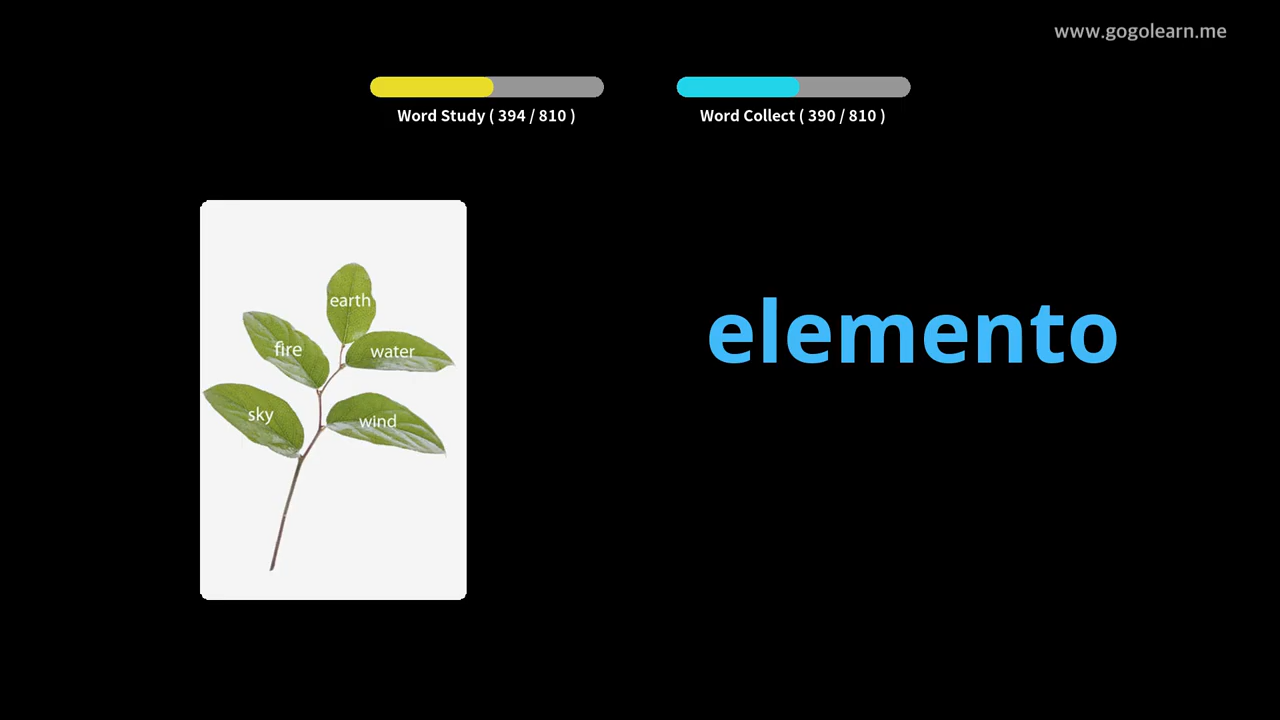 www.gogolearn.me
Word Study ( 394 / 810 )
Word Collect ( 390 / 810 )
earth
fire
water
sky
wind
elemento